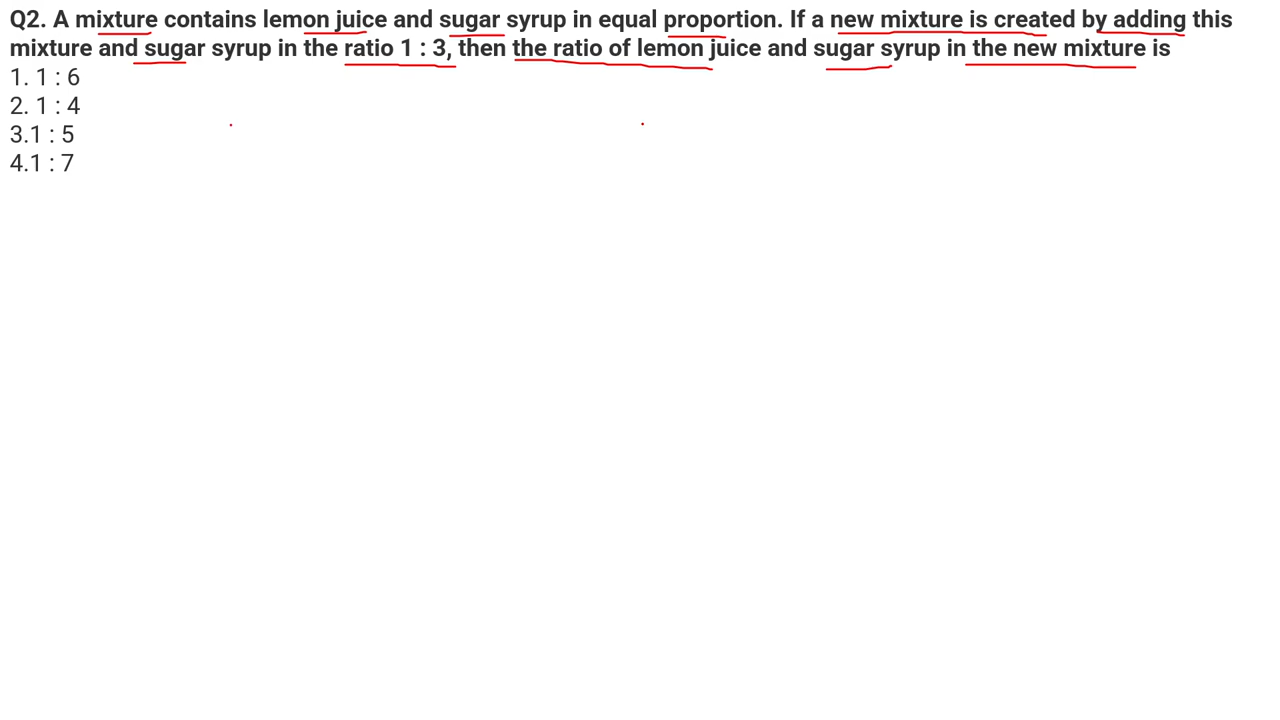 Q2. A mixture contains lemon juice and sugar syrup in equal proportion. If a new mixture is created by adding this
mixture and sugar syrup in the ratio 1 : 3, then the ratio of lemon juice and sugar syrup in the new mixture is
1. 1 : 6
2. 1 : 4
3.1 : 5
4.1 : 7